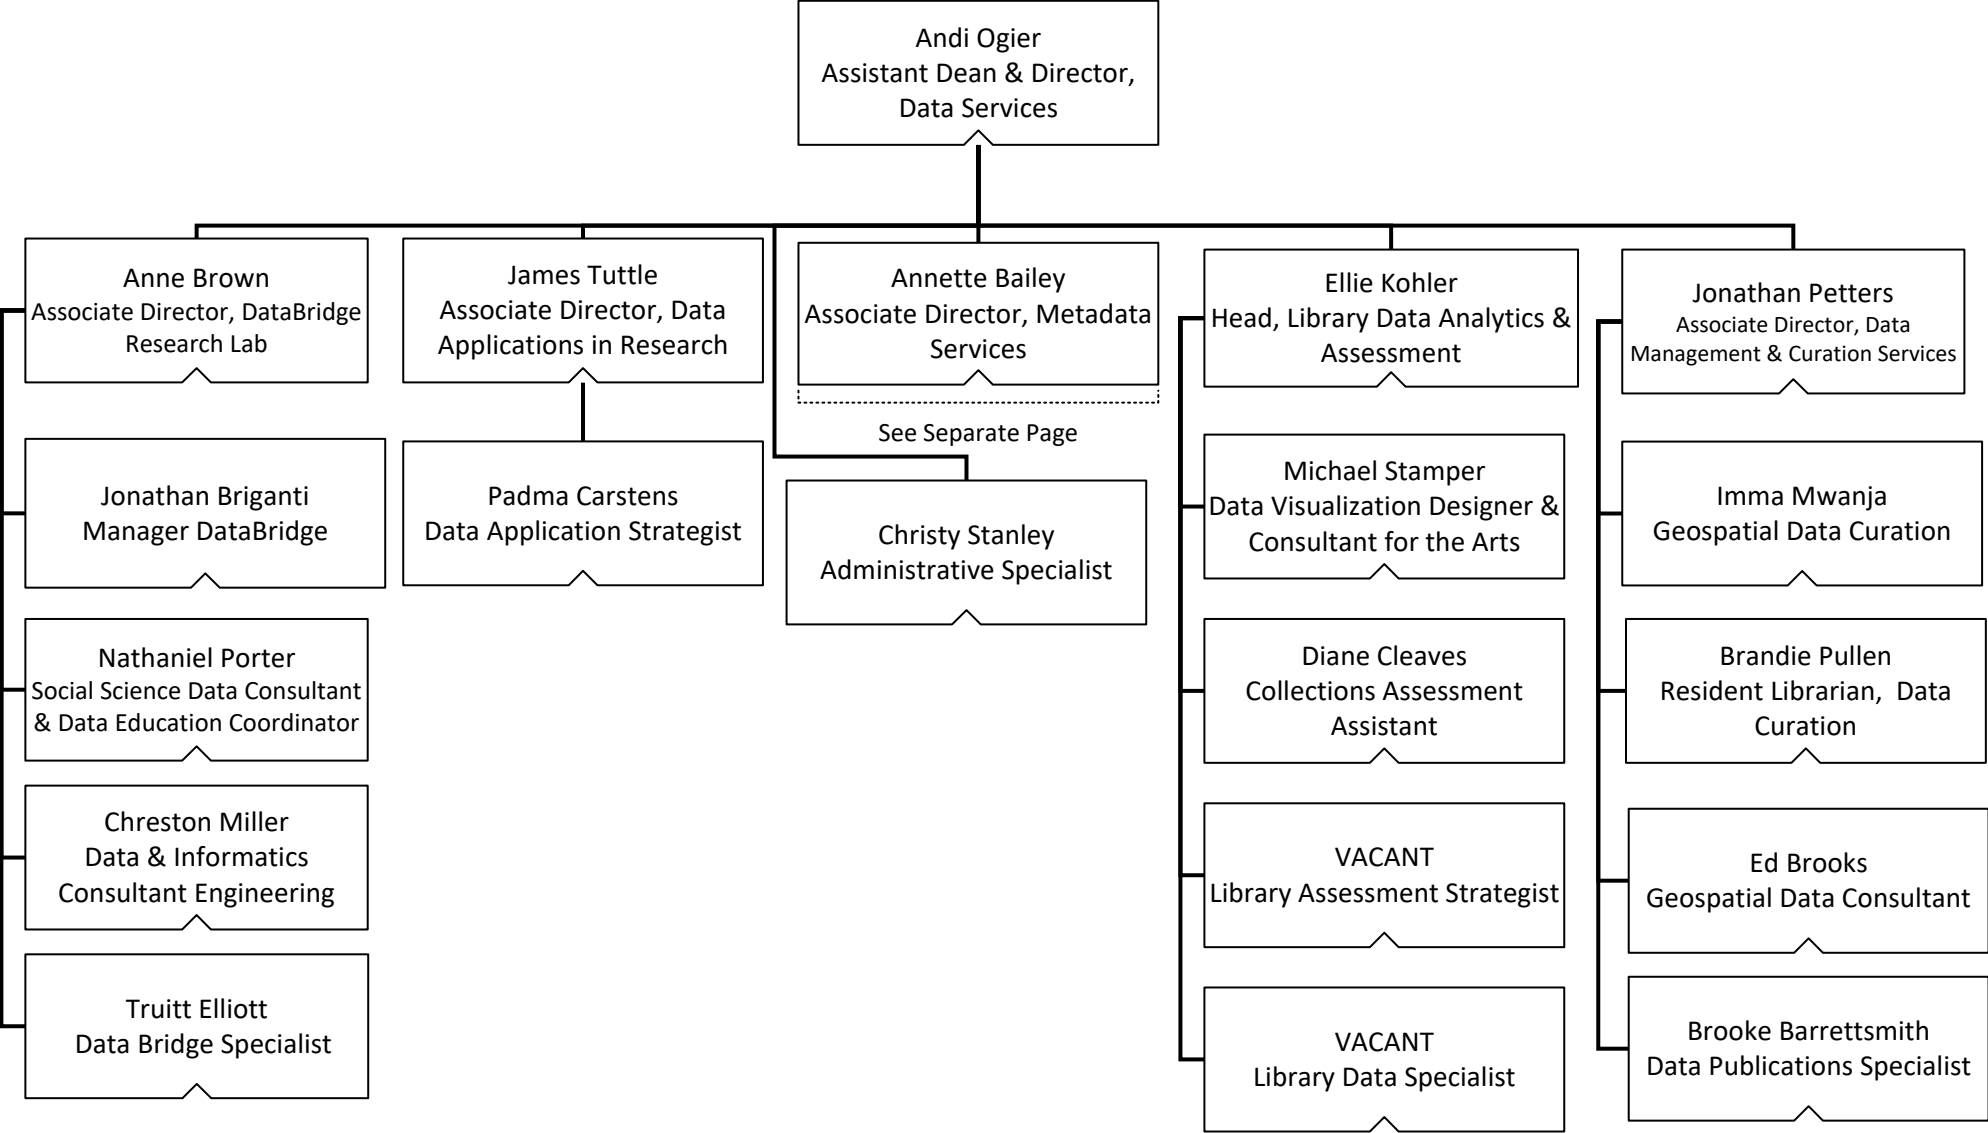 Andi Ogier
Assistant Dean & Director,
Data Services
Anne Brown
Associate Director, DataBridge
Research Lab
James Tuttle
Associate Director, Data
Applications in Research
Annette Bailey
Associate Director, Metadata
Services
See Separate Page
Ellie Kohler
Head, Library Data Analytics &
Assessment
Jonathan Petters
Associate Director, Data
Management & Curation Services
Jonathan Briganti
Manager DataBridge
Nathaniel Porter
Social Science Data Consultant
& Data Education Coordinator
Chreston Miller
Data & Informatics
Consultant Engineering
Truitt Elliott
Data Bridge Specialist
Padma Carstens
Data Application Strategist
Christy Stanley
Administrative Specialist
Michael Stamper
Data Visualization Designer &
Consultant for the Arts
Diane Cleaves
Collections Assessment
Assistant
VACANT
Library Assessment Strategist
VACANT
Library Data Specialist
Imma Mwanja
Geospatial Data Curation
Brandie Pullen
Resident Librarian,  Data
Curation
Ed Brooks
Geospatial Data Consultant
Brooke Barrettsmith
Data Publications Specialist